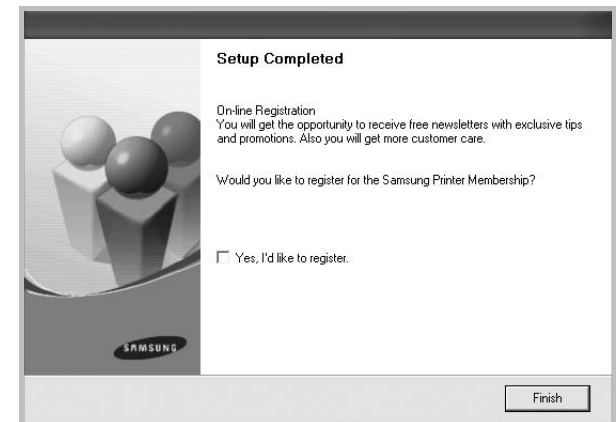 Setup Completed
On-line Registration
You will get the opportunity to receive free newsletters with exclusive tips
and promotions. Also you will get more customer care.
Would you like to register for the Samsung Printer Membership?
Yes, I'd like to register.
SAMSUNG
Finish